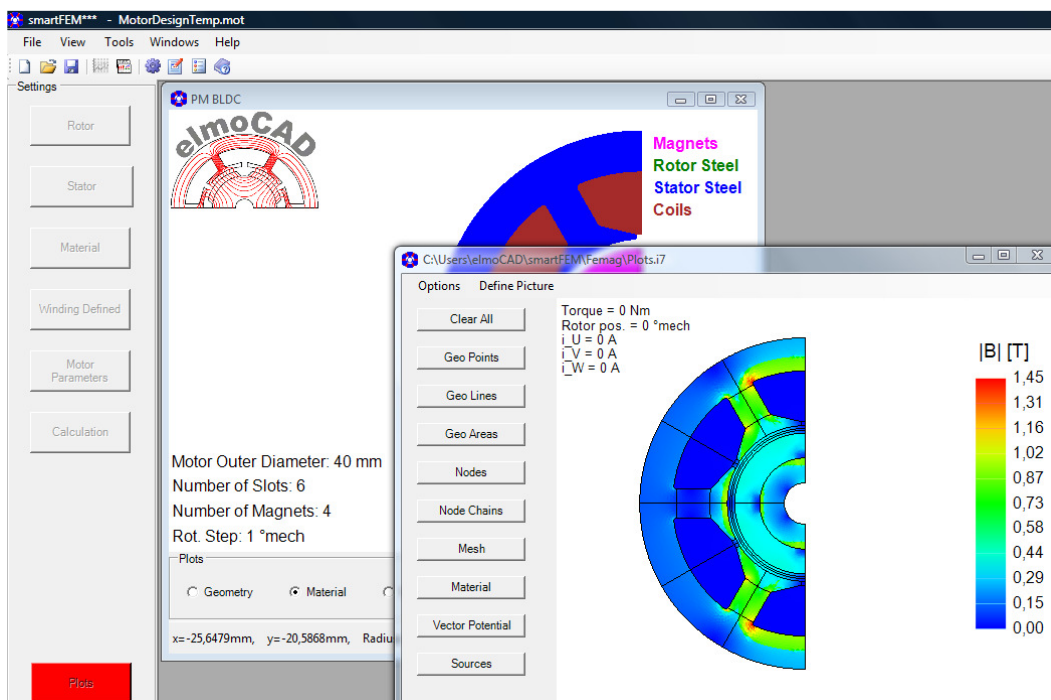 smartFEM*** - MotorDesignTemp.mot
File View Tools Windows Help
Settings
Rotor
Stator
Material
Winding Defined
Motor
Parameters
Calculation
Plots
PM BLDC
elmoCAD
Magnets
Rotor Steel
Stator Steel
Coils
Motor Outer Diameter: 40 mm
Number of Slots: 6
Number of Magnets: 4
Rot. Step: 1 °mech
Plots
Geometry Material
x=-25,6479mm, y=-20,5868mm,
C:\Users\elmoCAD\smartFEM\Femag\Plots.i7
Options Define Picture
Clear All
Geo Points
Geo Lines
Geo Areas
Nodes
Node Chains
Mesh
Material
Vector Potential
Sources
Torque = 0 Nm
Rotor pos. = 0 °mech
i_U = 0 A
i_V = 0 A
i_W = 0 A
|B| [T]
1,45
1,31
1,16
1,02
0,87
0,73
0,58
0,44
0,29
0,15
0,00